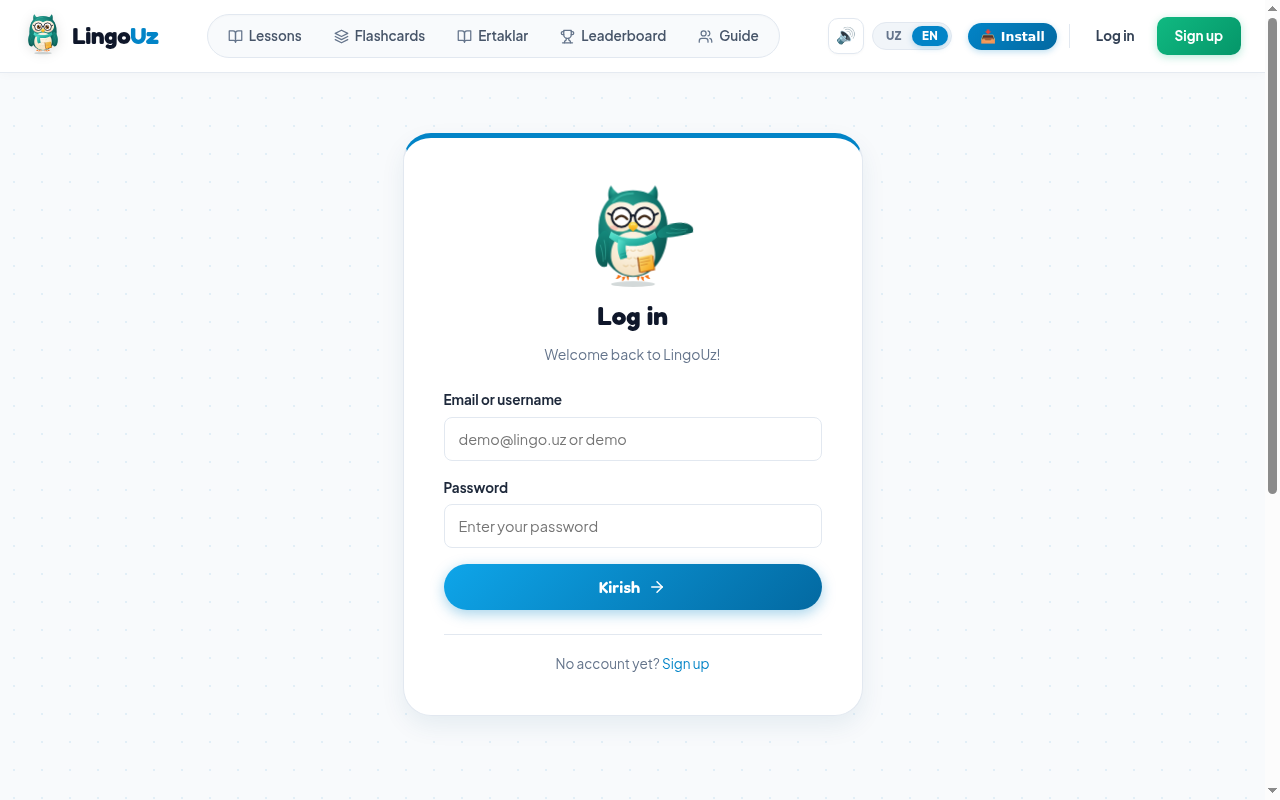 LingoUz
Lessons
Flashcards
Ertaklar
Leaderboard
Guide
UZ
EN
Install
Log in
Sign up
Log in
Welcome back to LingoUz!
Email or username
demo@lingo.uz or demo
Password
Enter your password
Kirish
No account yet? Sign up